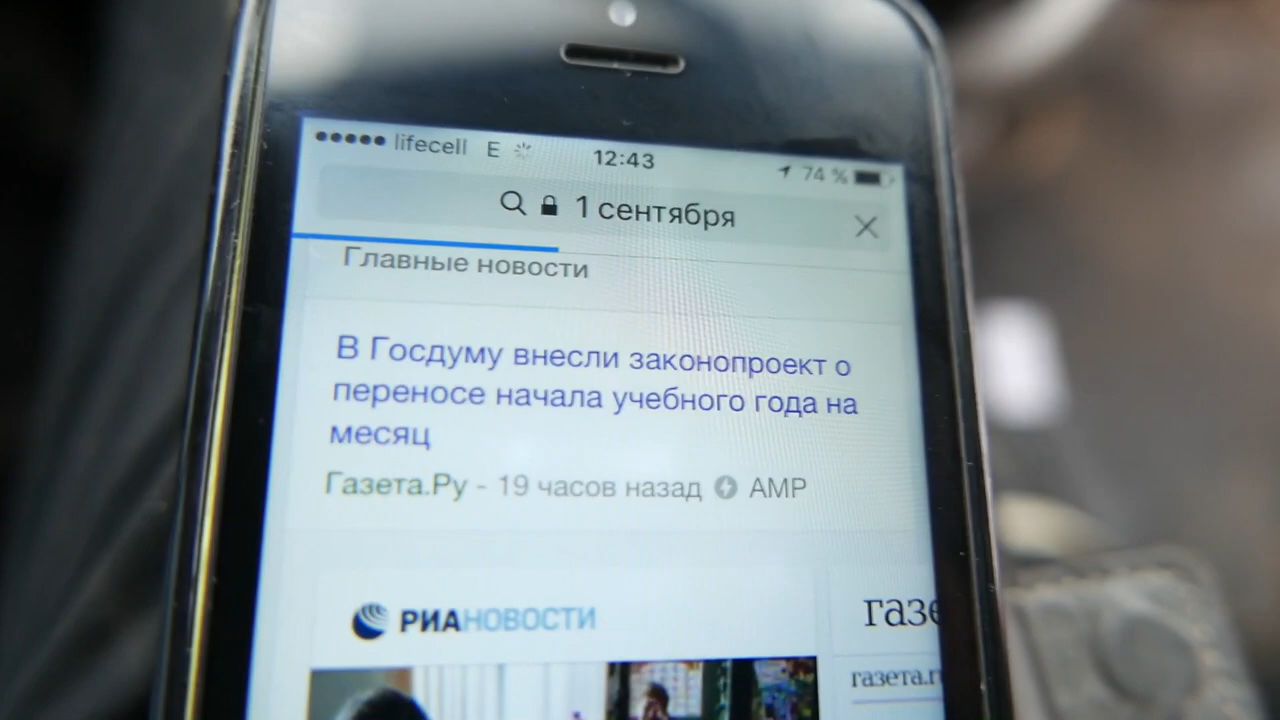 lifecell E 12:43 74 %
1 сентября
Главные новости
В Госдуму внесли законопроект о
переносе начала учебного года на
месяц
Газета.Ру - 19 часов назад AMP
РИАНОВОСТИ
газе
газета.r